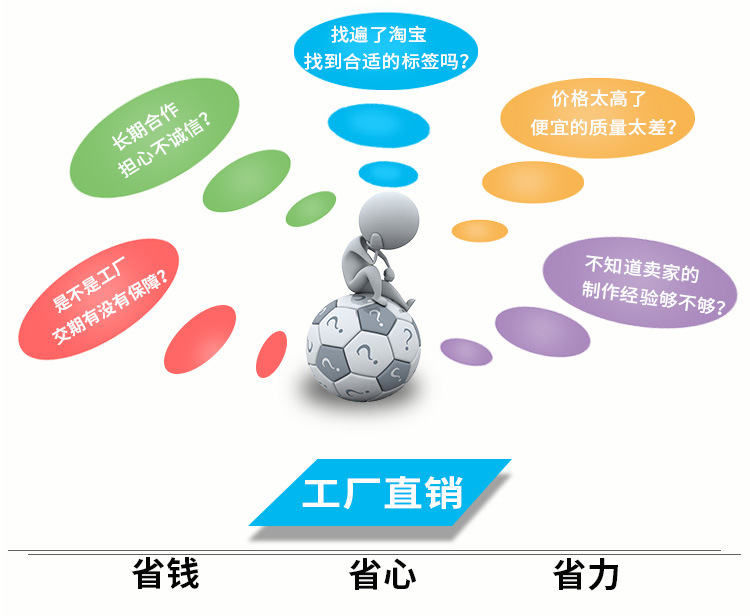 找遍了淘宝
找到合适的标签吗?
长期合作
担心不诚信?
价格太高了
便宜的质量太差?
是不是工厂
交期有没有保障?
不知道卖家的
制作经验够不够?
? ? ? ? ? ?
工厂直销
省钱
省心
省力